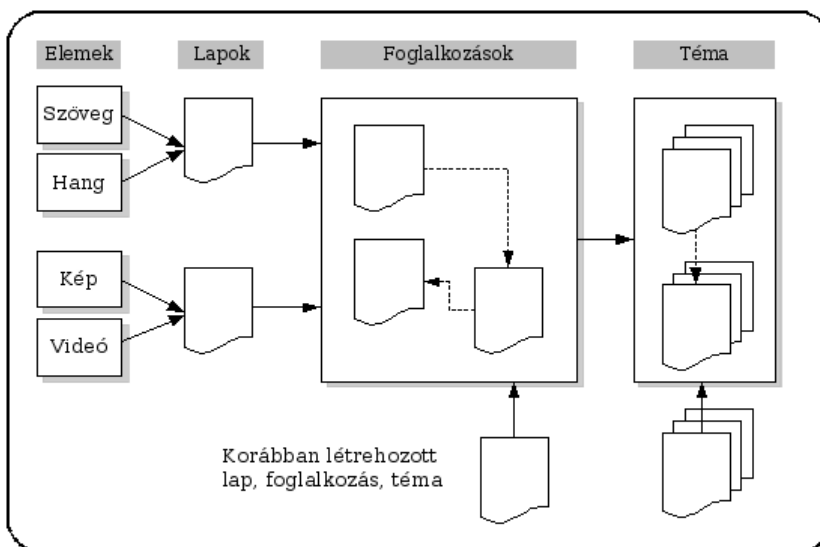 Elemek
Lapok
Foglalkozások
Téma
Szöveg
Hang
Kép
Videó
Korábban létrehozott
lap, foglalkozás, téma